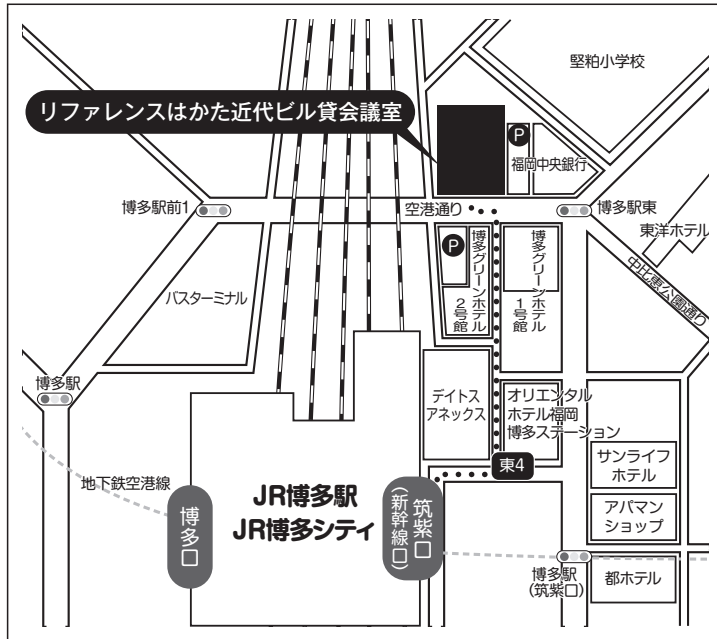 堅粕小学校
リファレンスはかた近代ビル貸会議室
P
福岡中央銀行
博多駅前1
空港通り
博多駅東
東洋ホテル
中比恵公園通り
P
博多グリーンホテル
2号館
博多グリーンホテル
1号館
バスターミナル
博多駅
デイトス
アネックス
オリエンタル
ホテル福岡
博多ステーション
東4
サンライフ
ホテル
地下鉄空港線
博多口
JR博多駅
JR博多シティ
筑紫口
(新幹線口)
アパマン
ショップ
博多駅
(筑紫口)
都ホテル